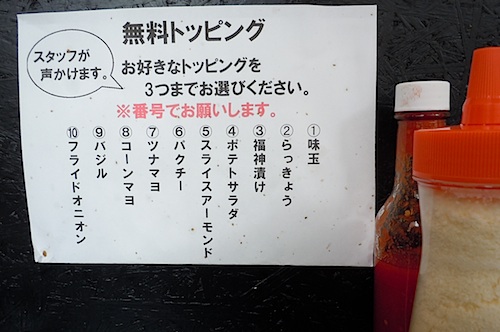 無料トッピング
スタッフが
声かけます。
お好きなトッピングを
3つまでお選びください。
※番号でお願いします。
①味玉
②らっきょう
③福神漬け
④ポテトサラダ
⑤スライスアーモンド
⑥パクチー
⑦ツナマヨ
⑧コーンマヨ
⑨バジル
⑩フライドオニオン